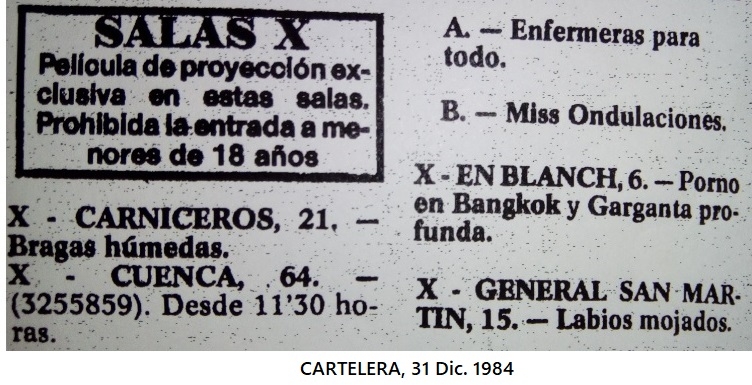 SALAS X
Película de proyección ex-
clusiva en estas salas.
Prohibida la entrada a me-
nores de 18 años
X - CARNICEROS, 21. —
Bragas húmedas.
X - CUENCA, 64. —
(3255859). Desde 11'30 ho-
ras.
A. — Enfermeras para
todo.
B. — Miss Ondulaciones.
X - EN BLANCH, 6. — Porno
en Bangkok y Garganta pro-
funda.
X - GENERAL SAN MAR-
TIN, 15. — Labios mojados.
CARTELERA, 31 Dic. 1984